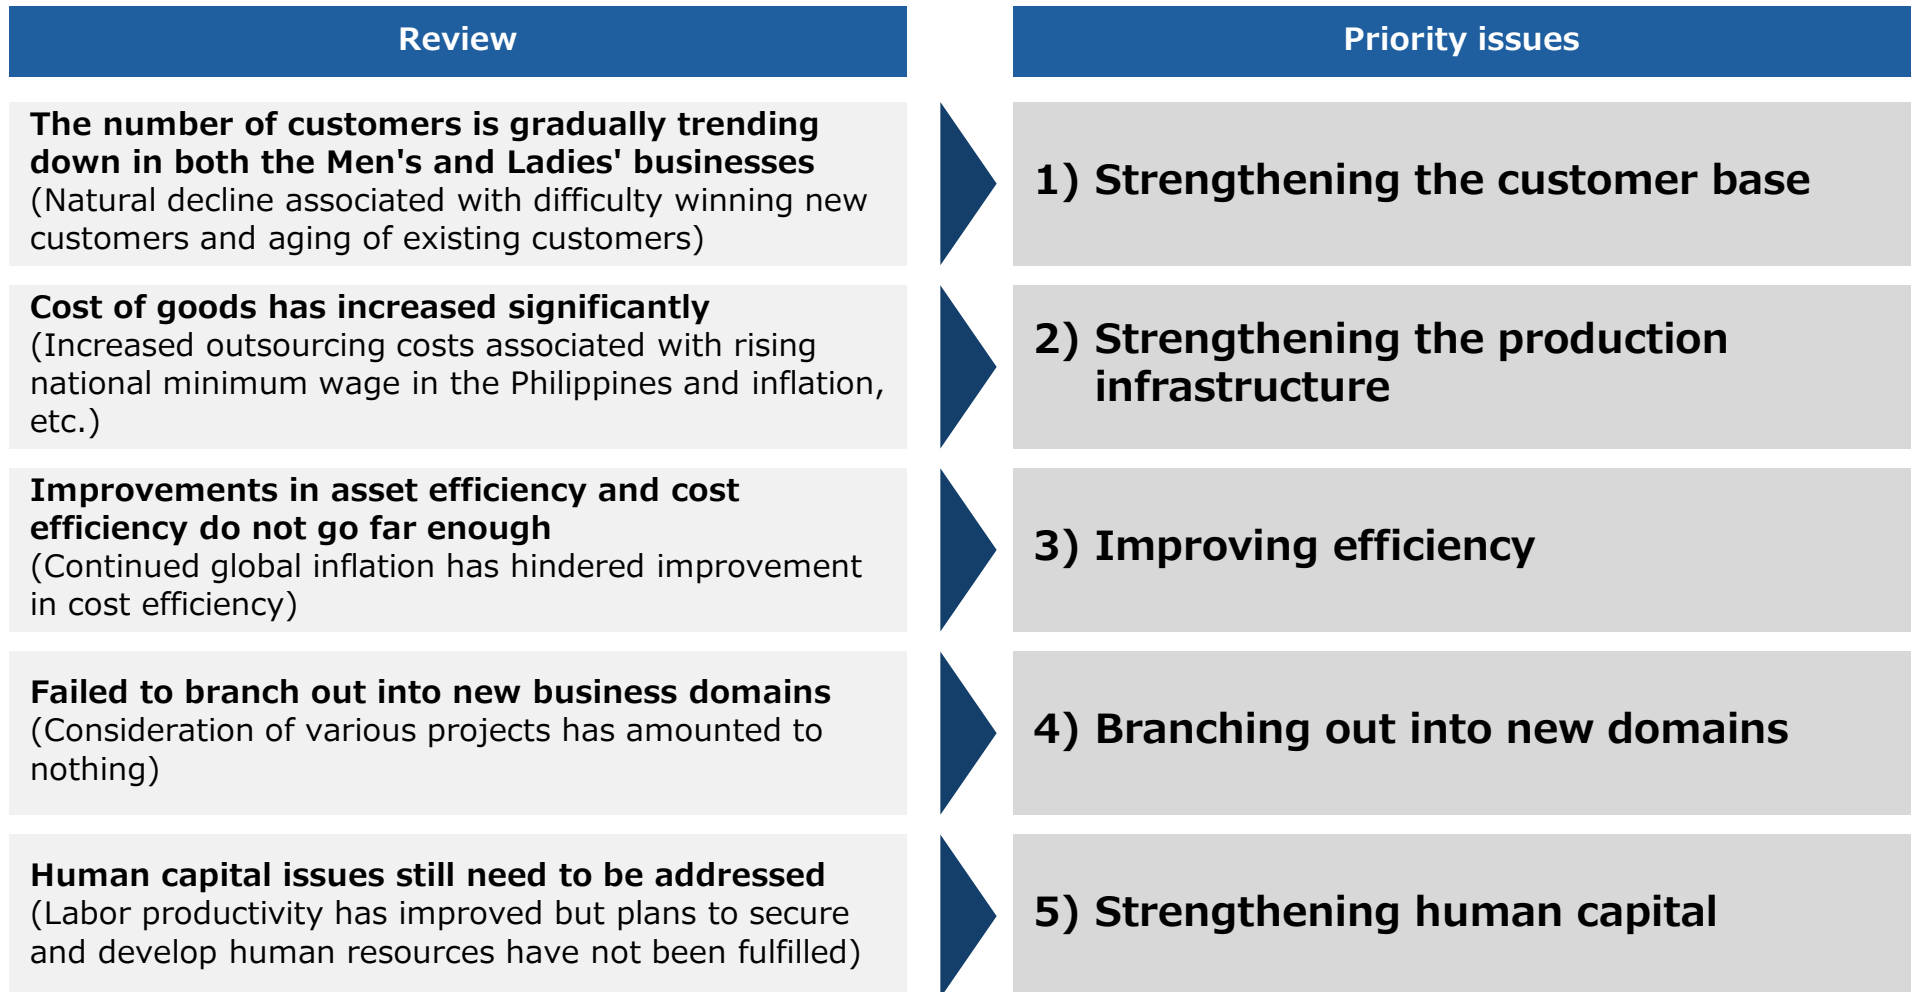 Review
Priority issues
The number of customers is gradually trending
down in both the Men's and Ladies' businesses
(Natural decline associated with difficulty winning new
customers and aging of existing customers)
1) Strengthening the customer base
Cost of goods has increased significantly
(Increased outsourcing costs associated with rising
national minimum wage in the Philippines and inflation,
etc.)
2) Strengthening the production
infrastructure
Improvements in asset efficiency and cost
efficiency do not go far enough
(Continued global inflation has hindered improvement
in cost efficiency)
3) Improving efficiency
Failed to branch out into new business domains
(Consideration of various projects has amounted to
nothing)
4) Branching out into new domains
Human capital issues still need to be addressed
(Labor productivity has improved but plans to secure
and develop human resources have not been fulfilled)
5) Strengthening human capital